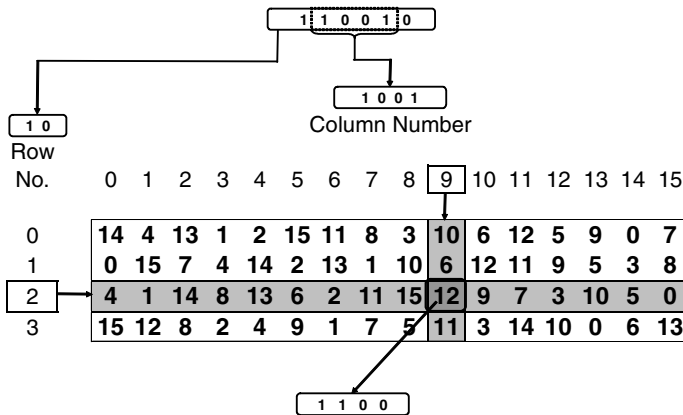 1 1 0 0 1 0
1 0 0 1
1 0
Column Number
Row
No. 0 1 2 3 4 5 6 7 8 9 10 11 12 13 14 15
0 14 4 13 1 2 15 11 8 3 10 6 12 5 9 0 7
1 0 15 7 4 14 2 13 1 10 6 12 11 9 5 3 8
2 4 1 14 8 13 6 2 11 15 12 9 7 3 10 5 0
3 15 12 8 2 4 9 1 7 5 11 3 14 10 0 6 13
1 1 0 0